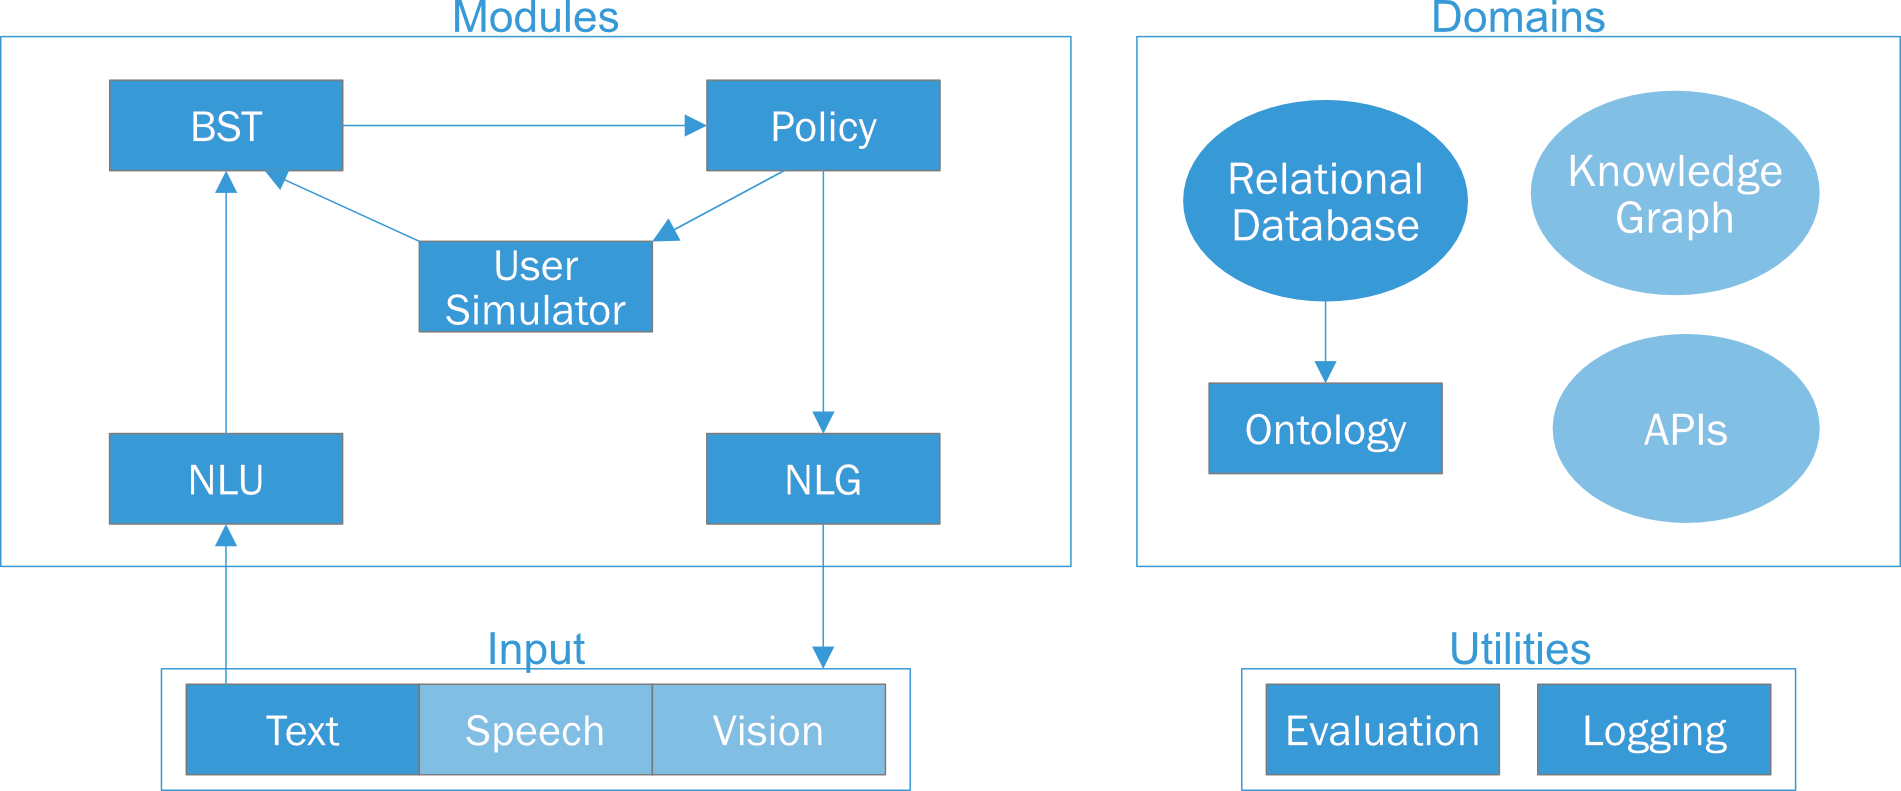 Modules
BST
Policy
User
Simulator
NLU
NLG
Input
Text
Speech
Vision
Domains
Relational
Database
Knowledge
Graph
Ontology
APIs
Utilities
Evaluation
Logging